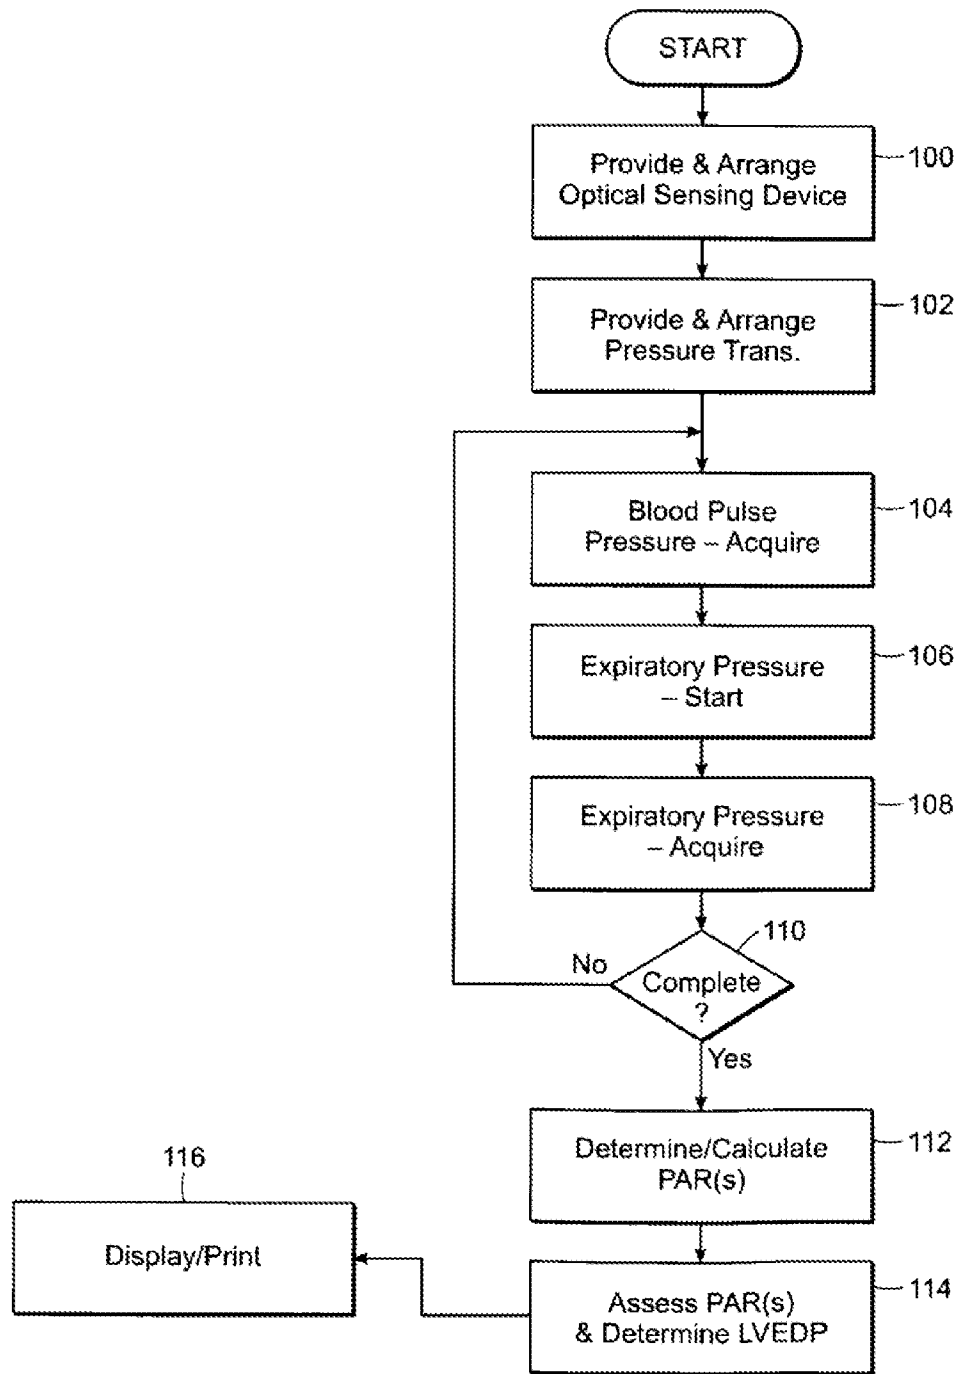 START
Provide & Arrange
Optical Sensing Device
100
Provide & Arrange
Pressure Trans.
102
Blood Pulse
Pressure – Acquire
104
Expiratory Pressure
– Start
106
Expiratory Pressure
– Acquire
108
110
No
Complete
?
Yes
Determine/Calculate
PAR(s)
112
116
Display/Print
Assess PAR(s)
& Determine LVEDP
114